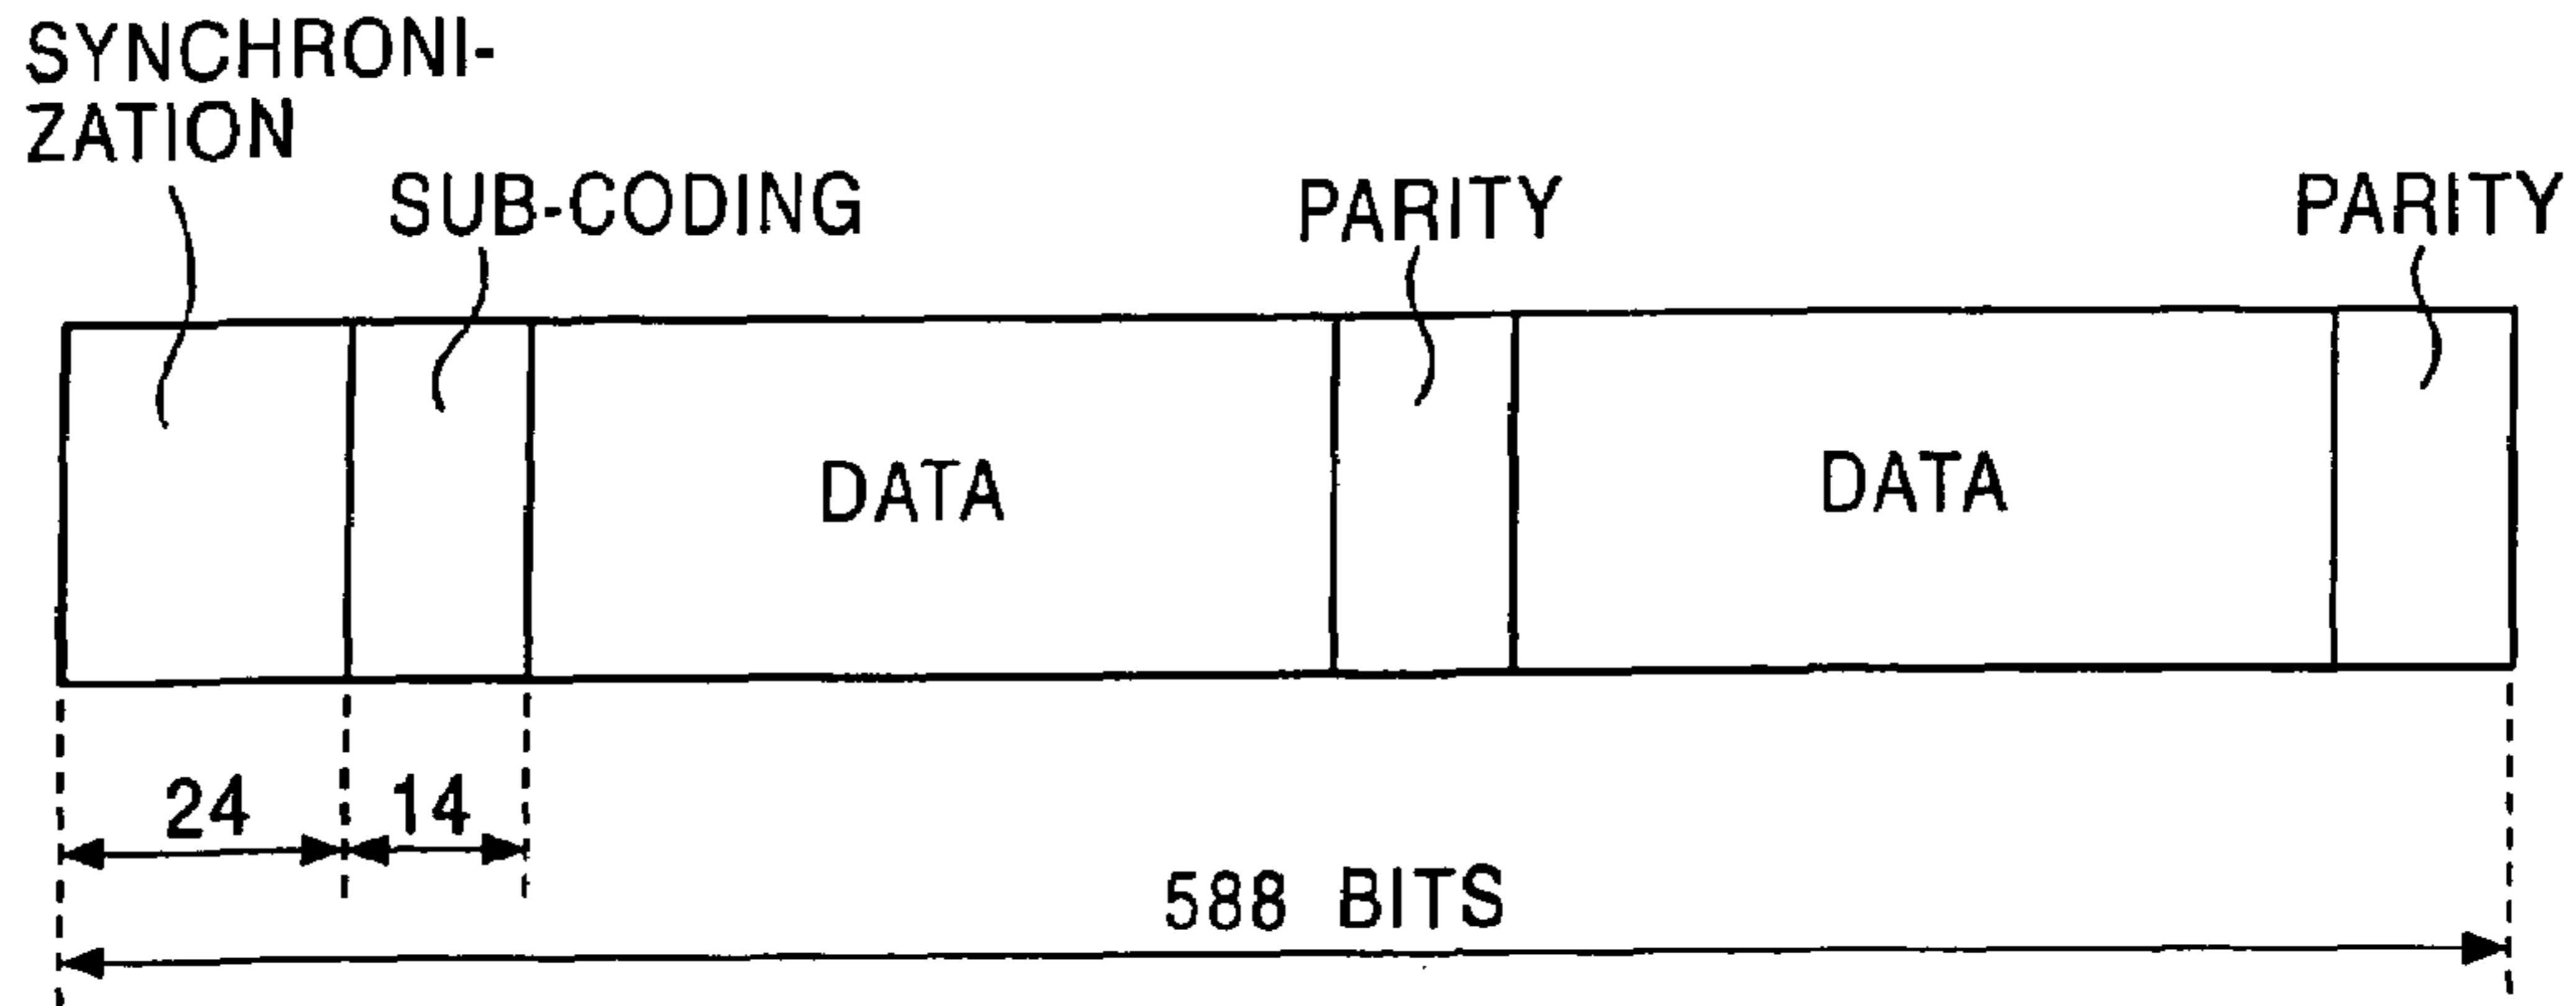 SYNCHRONI-
ZATION
SUB-CODING
PARITY
PARITY
DATA
DATA
24
14
588 BITS